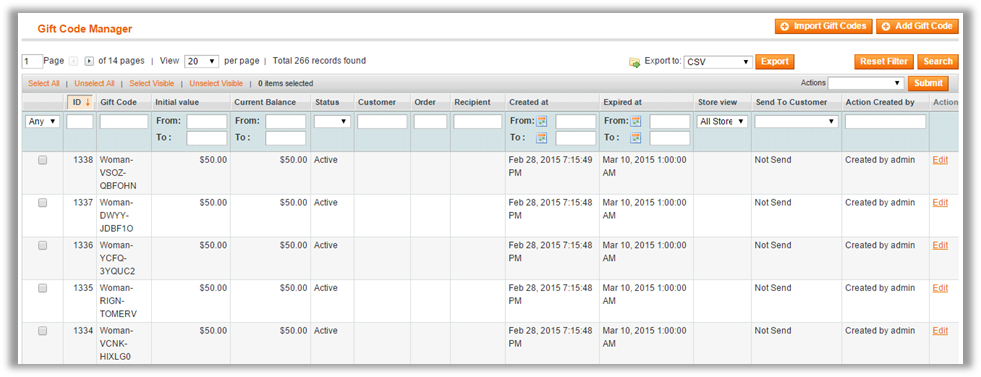 Gift Code Manager
Import Gift Codes Add Gift Code
1 Page of 14 pages | View 20 per page | Total 266 records found Export to: CSV Export Reset Filter Search
Select All | Unselect All | Select Visible | Unselect Visible | 0 items selected Actions Submit
ID Gift Code Initial value Current Balance Status Customer Order Recipient Created at Expired at Store view Send To Customer Action Created by Action
Any From: From: From: From: All Store
To : To : To : To :
1338 Woman- $50.00 $50.00 Active Feb 28, 2015 7:15:49 Mar 10, 2015 1:00:00 Not Send Created by admin Edit
VSOZ- PM AM
QBFOHN
1337 Woman- $50.00 $50.00 Active Feb 28, 2015 7:15:48 Mar 10, 2015 1:00:00 Not Send Created by admin Edit
DWYY- PM AM
JDBF1O
1336 Woman- $50.00 $50.00 Active Feb 28, 2015 7:15:48 Mar 10, 2015 1:00:00 Not Send Created by admin Edit
YCFQ- PM AM
3YQUC2
1335 Woman- $50.00 $50.00 Active Feb 28, 2015 7:15:48 Mar 10, 2015 1:00:00 Not Send Created by admin Edit
RIGN- PM AM
TOMERV
1334 Woman- $50.00 $50.00 Active Feb 28, 2015 7:15:48 Mar 10, 2015 1:00:00 Not Send Created by admin Edit
VCNK- PM AM
HIXLG0